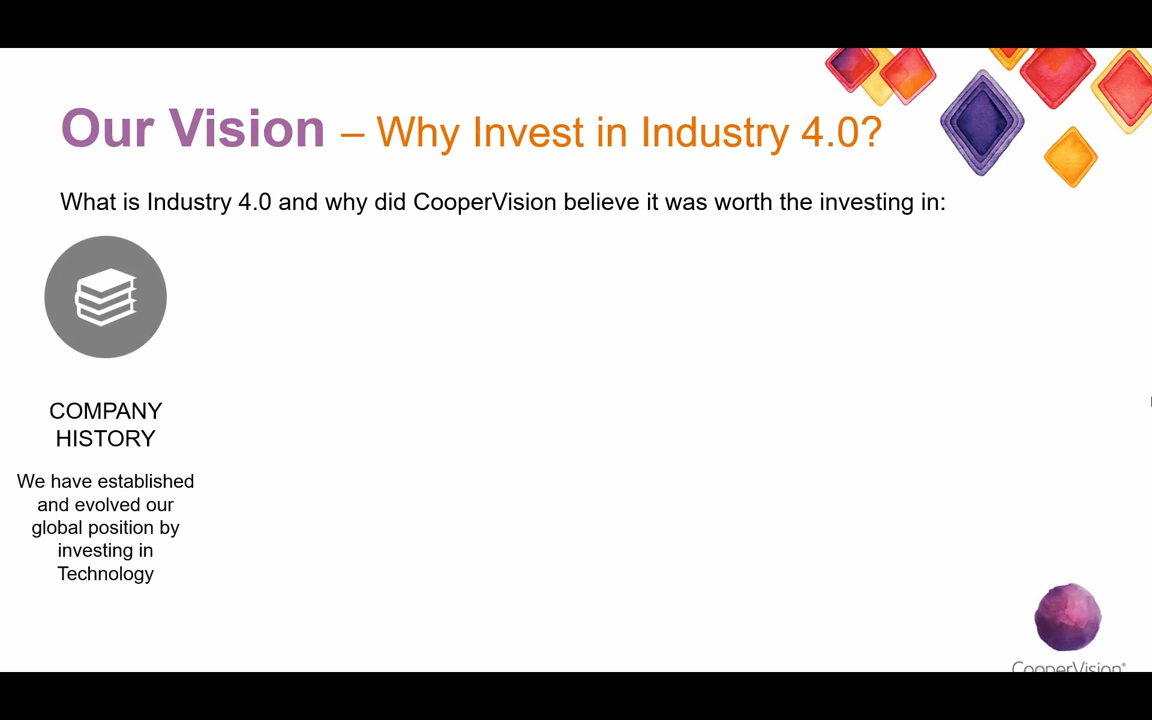 Our Vision – Why Invest in Industry 4.0?
What is Industry 4.0 and why did CooperVision believe it was worth the investing in:
COMPANY
HISTORY
We have established
and evolved our
global position by
investing in
Technology
CooperVision®